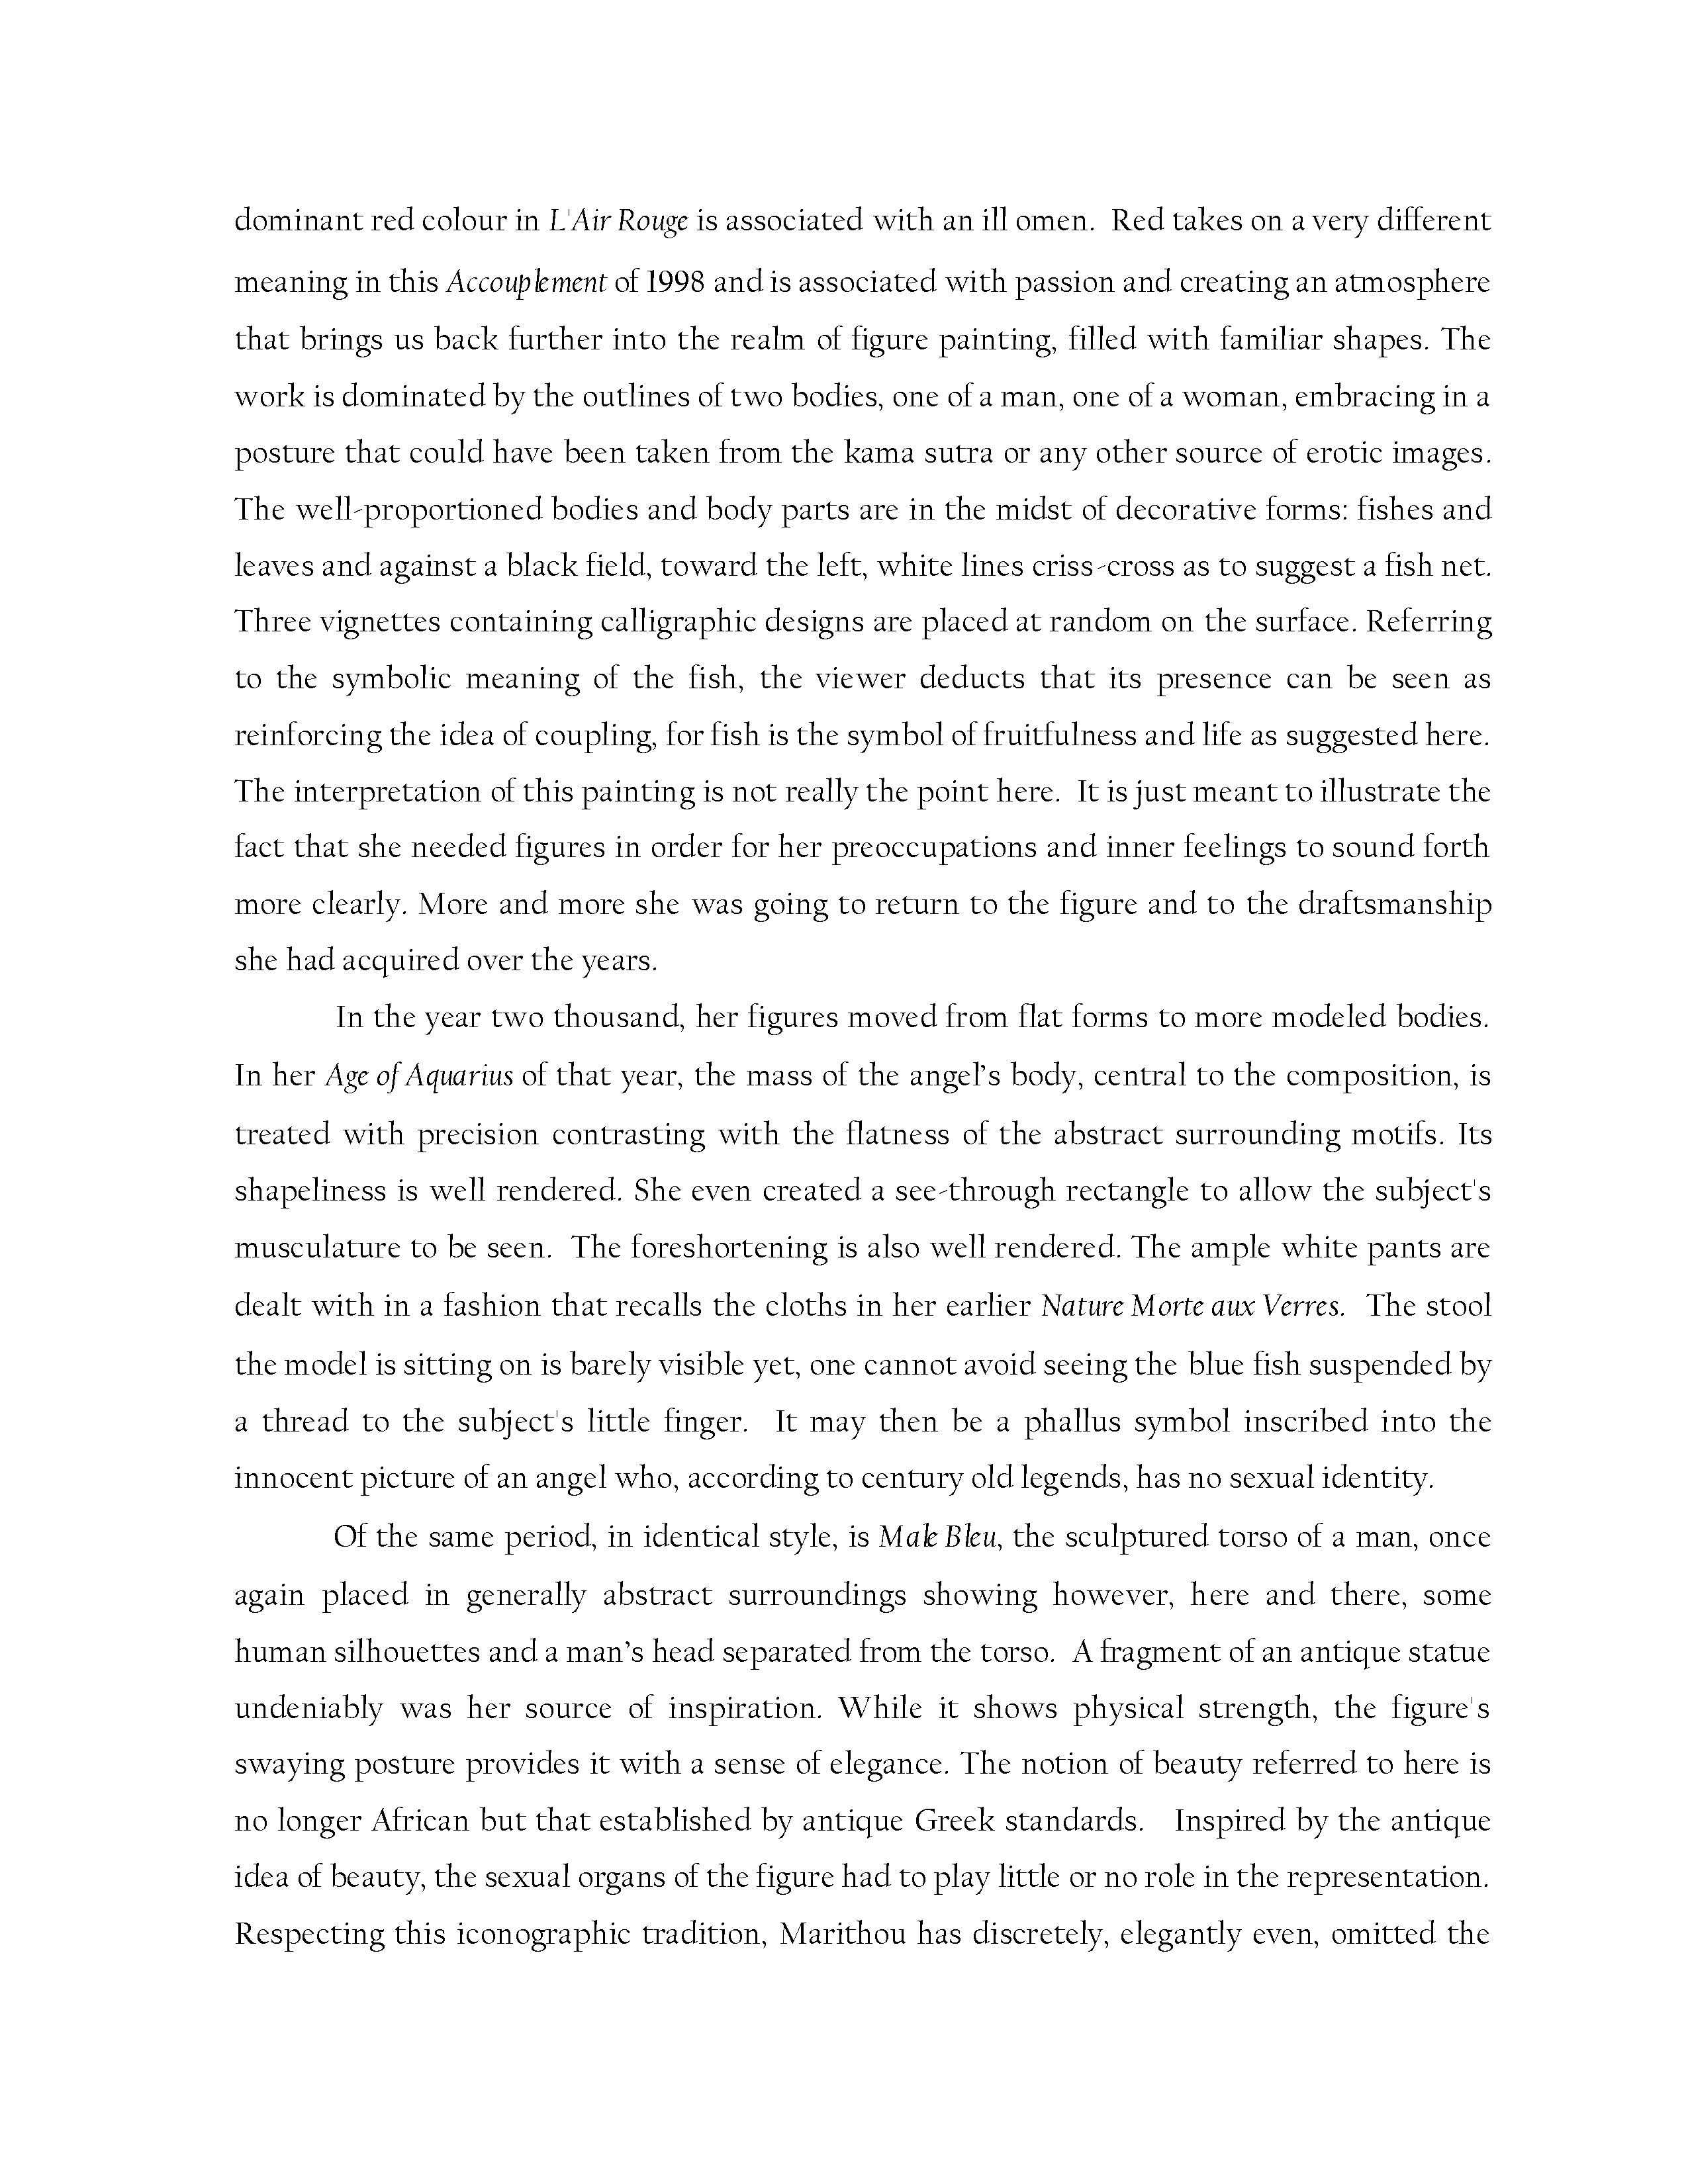 dominant red colour in L'Air Rouge is associated with an ill omen.  Red takes on a very different
meaning in this Accouplement of 1998 and is associated with passion and creating an atmosphere
that brings us back further into the realm of figure painting, filled with familiar shapes. The
work is dominated by the outlines of two bodies, one of a man, one of a woman, embracing in a
posture that could have been taken from the kama sutra or any other source of erotic images.
The well-proportioned bodies and body parts are in the midst of decorative forms: fishes and
leaves and against a black field, toward the left, white lines criss-cross as to suggest a fish net.
Three vignettes containing calligraphic designs are placed at random on the surface. Referring
to the symbolic meaning of the fish, the viewer deducts that its presence can be seen as
reinforcing the idea of coupling, for fish is the symbol of fruitfulness and life as suggested here.
The interpretation of this painting is not really the point here.  It is just meant to illustrate the
fact that she needed figures in order for her preoccupations and inner feelings to sound forth
more clearly. More and more she was going to return to the figure and to the draftsmanship
she had acquired over the years.
In the year two thousand, her figures moved from flat forms to more modeled bodies.
In her Age of Aquarius of that year, the mass of the angel’s body, central to the composition, is
treated with precision contrasting with the flatness of the abstract surrounding motifs. Its
shapeliness is well rendered. She even created a see-through rectangle to allow the subject's
musculature to be seen.  The foreshortening is also well rendered. The ample white pants are
dealt with in a fashion that recalls the cloths in her earlier Nature Morte aux Verres.  The stool
the model is sitting on is barely visible yet, one cannot avoid seeing the blue fish suspended by
a thread to the subject's little finger.  It may then be a phallus symbol inscribed into the
innocent picture of an angel who, according to century old legends, has no sexual identity.
Of the same period, in identical style, is Male Bleu, the sculptured torso of a man, once
again placed in generally abstract surroundings showing however, here and there, some
human silhouettes and a man’s head separated from the torso.  A fragment of an antique statue
undeniably was her source of inspiration. While it shows physical strength, the figure's
swaying posture provides it with a sense of elegance. The notion of beauty referred to here is
no longer African but that established by antique Greek standards.   Inspired by the antique
idea of beauty, the sexual organs of the figure had to play little or no role in the representation.
Respecting this iconographic tradition, Marithou has discretely, elegantly even, omitted the